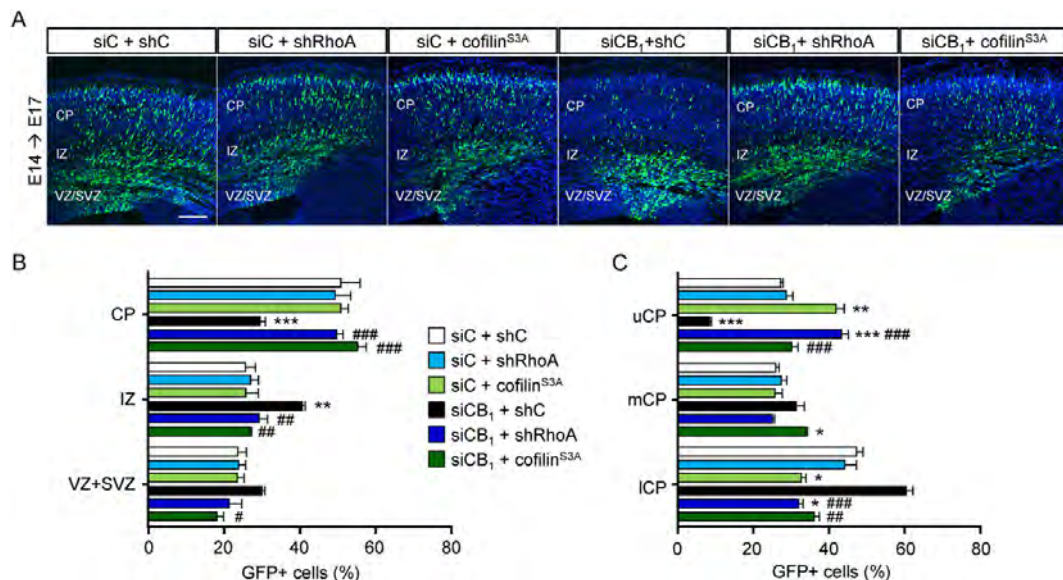 A
siC + shC
siC + shRhoA
siC + cofilinS3A
siCB1+shC
siCB1+ shRhoA
siCB1+ cofilinS3A
E14 → E17
CP
IZ
VZ/SVZ
CP
IZ
VZ/SVZ
CP
IZ
VZ/SVZ
CP
IZ
VZ/SVZ
CP
IZ
VZ/SVZ
CP
IZ
VZ/SVZ
B
CP
IZ
VZ+SVZ
***
###
###
**
##
##
#
0 20 40 60 80
GFP+ cells (%)
siC + shC
siC + shRhoA
siC + cofilinS3A
siCB1 + shC
siCB1 + shRhoA
siCB1 + cofilinS3A
C
uCP
mCP
lCP
**
***
*** ###
###
*
*
* ###
##
0 20 40 60 80
GFP+ cells (%)